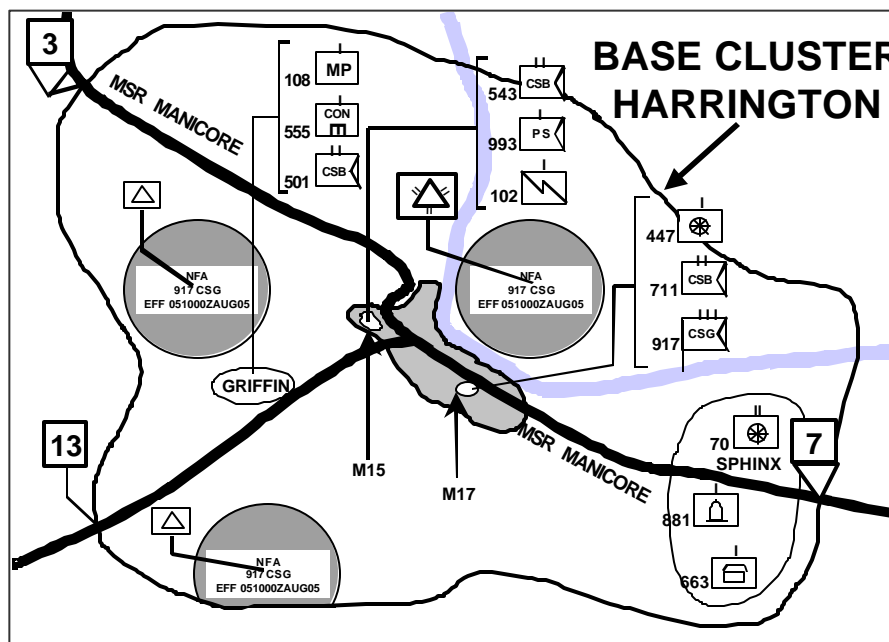 BASE CLUSTER
HARRINGTON
3
MSR MANICORE
108 MP
555 CON
501 CSB
543 CSB
993 PS
102
447
711 CSB
917 CSG
NFA
917 CSG
EFF 051000ZAUG05
NFA
917 CSG
EFF 051000ZAUG05
GRIFFIN
13
M15
M17
MSR MANICORE
70
SPHINX
7
881
663
NFA
917 CSG
EFF 051000ZAUG05